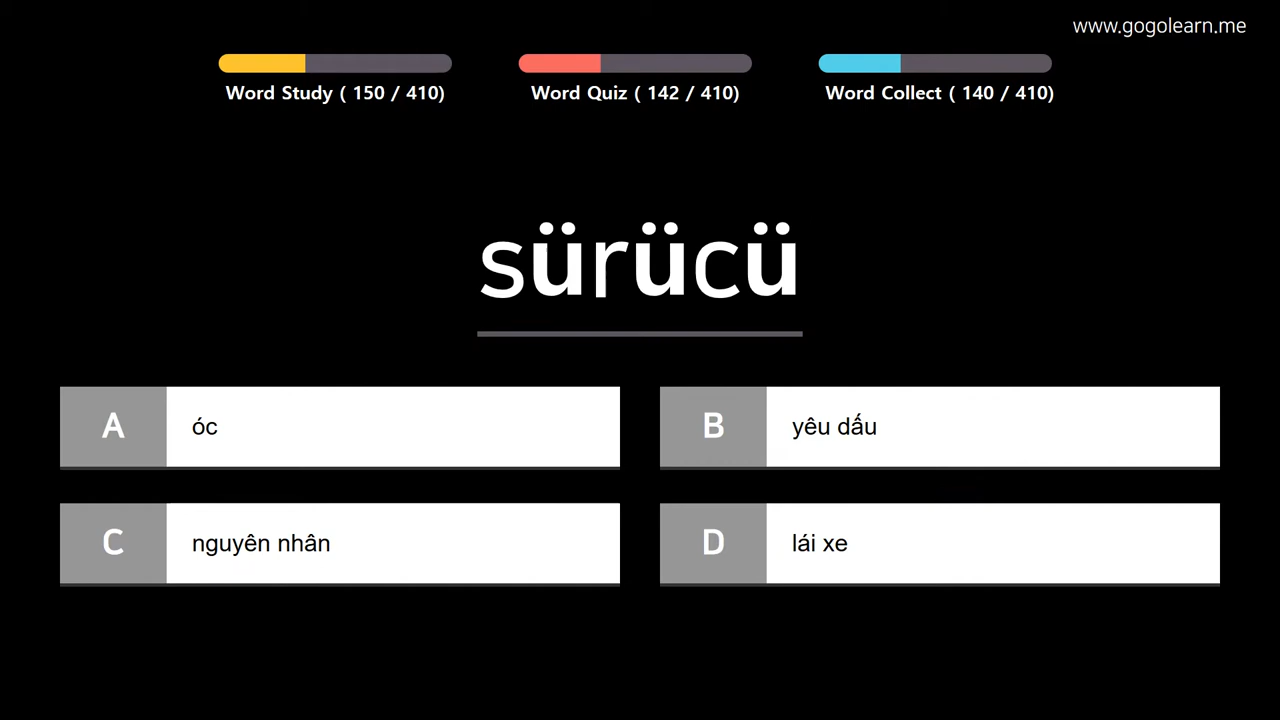 www.gogolearn.me
Word Study ( 150 / 410)
Word Quiz ( 142 / 410)
Word Collect ( 140 / 410)
sürücü
A
óc
B
yêu dấu
C
nguyên nhân
D
lái xe